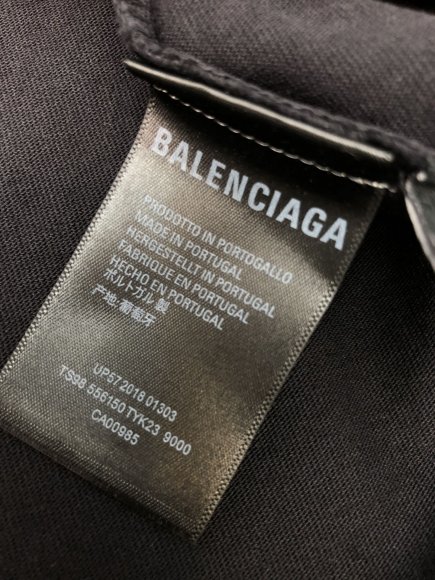 BALENCIAGA
PRODOTTO IN PORTOGALLO
MADE IN PORTUGAL
HERGESTELLT IN PORTUGAL
FABRIQUE EN PORTUGAL
HECHO EN PORTUGAL
ポルトガル製
产地:葡萄牙
UP57 2018 01303
TS98 556150 TYK23 9000
CA00985